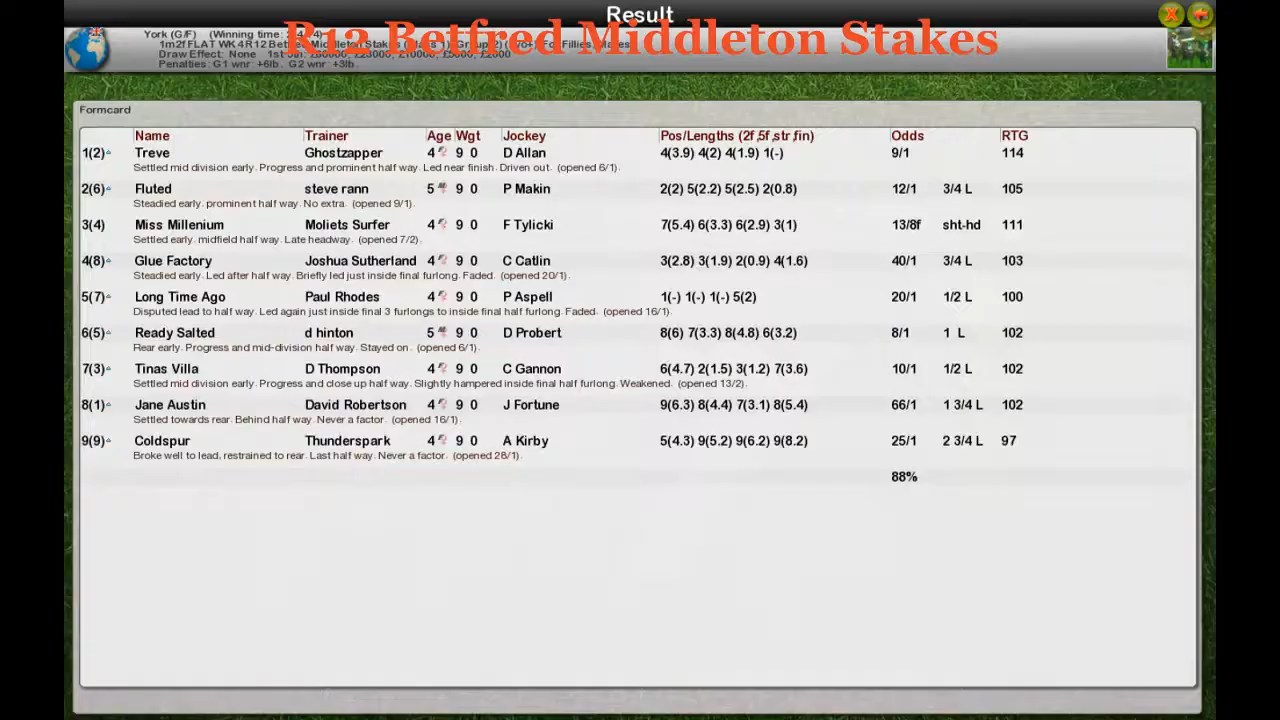 Result
R12 Betfred Middleton Stakes
York (G/F) (Winning time:
1m2f FLAT WK 4 R12 Betfred Middleton Stakes
Draw Effect: None
Penalties: G1 wnr +6lb. G2 wnr +3lb.
Formcard
Name Trainer Age Wgt Jockey Pos/Lengths (2f,5f,str,fin) Odds RTG
1(2) Treve Ghostzapper 4 9 0 D Allan 4(3.9) 4(2) 4(1.9) 1(-) 9/1 114
Settled mid division early. Progress and prominent half way. Led near finish. Driven out. (opened 6/1).
2(6) Fluted steve rann 5 9 0 P Makin 2(2) 5(2.2) 5(2.5) 2(0.8) 12/1 3/4 L 105
Steadied early. prominent half way. No extra. (opened 9/1).
3(4) Miss Millenium Moliets Surfer 4 9 0 F Tylicki 7(5.4) 6(3.3) 6(2.9) 3(1) 13/8f sht-hd 111
Settled early. midfield half way. Late headway. (opened 7/2).
4(8) Glue Factory Joshua Sutherland 4 9 0 C Catlin 3(2.8) 3(1.9) 2(0.9) 4(1.6) 40/1 3/4 L 103
Steadied early. Led after half way. Briefly led just inside final furlong. Faded. (opened 20/1).
5(7) Long Time Ago Paul Rhodes 4 9 0 P Aspell 1(-) 1(-) 1(-) 5(2) 20/1 1/2 L 100
Disputed lead to half way. Led again just inside final 3 furlongs to inside final half furlong. Faded. (opened 16/1).
6(5) Ready Salted d hinton 5 9 0 D Probert 8(6) 7(3.3) 8(4.8) 6(3.2) 8/1 1 L 102
Rear early. Progress and mid-division half way. Stayed on. (opened 6/1).
7(3) Tinas Villa D Thompson 4 9 0 C Gannon 6(4.7) 2(1.5) 3(1.2) 7(3.6) 10/1 1/2 L 102
Settled mid division early. Progress and close up half way. Slightly hampered inside final half furlong. Weakened. (opened 13/2).
8(1) Jane Austin David Robertson 4 9 0 J Fortune 9(6.3) 8(4.4) 7(3.1) 8(5.4) 66/1 1 3/4 L 102
Settled towards rear. Behind half way. Never a factor. (opened 16/1).
9(9) Coldspur Thunderspark 4 9 0 A Kirby 5(4.3) 9(5.2) 9(6.2) 9(8.2) 25/1 2 3/4 L 97
Broke well to lead, restrained to rear. Last half way. Never a factor. (opened 28/1).
88%